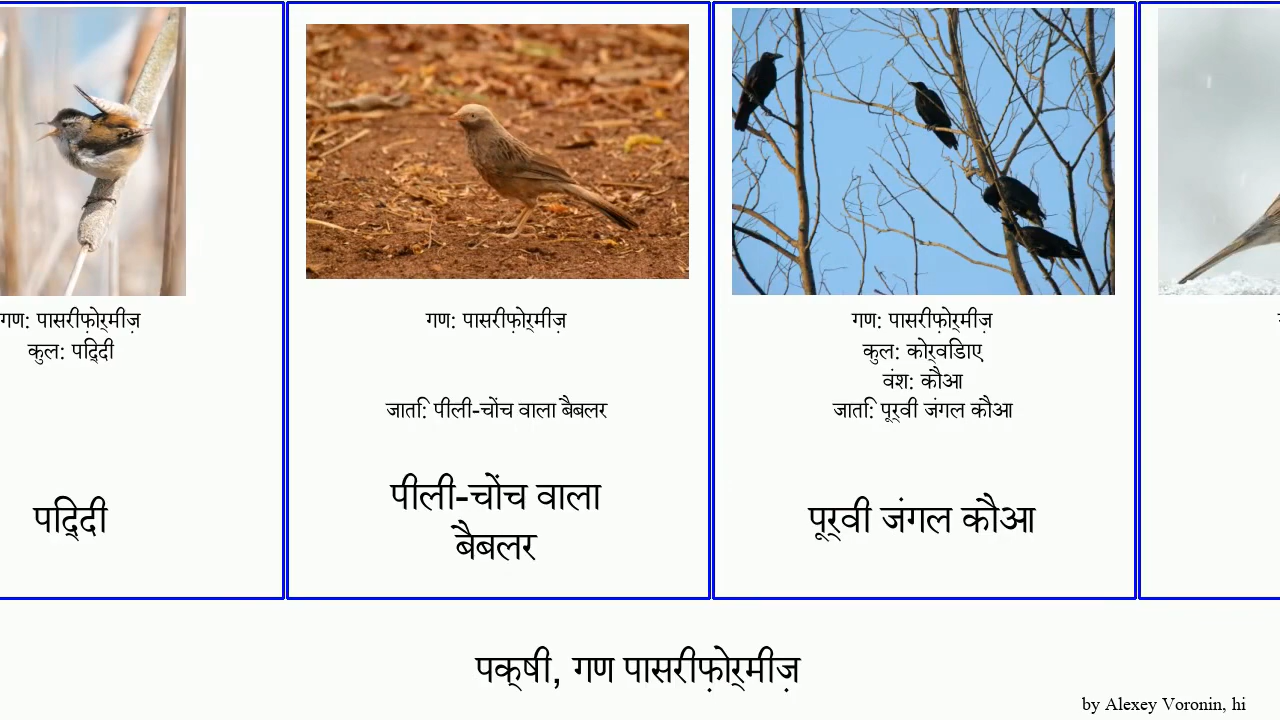 गण: पासरीफ़ोर्मीज़
कुल: पद्दिी
पद्दिी
गण: पासरीफ़ोर्मीज़
जाति: पीली-चोंच वाला बैबलर
पीली-चोंच वाला
बैबलर
गण: पासरीफ़ोर्मीज़
कुल: कोर्वडिाए
वंश: कौआ
जाति: पूर्वी जंगल कौआ
पूर्वी जंगल कौआ
पक्षी, गण पासरीफ़ोर्मीज़
by Alexey Voronin, hi